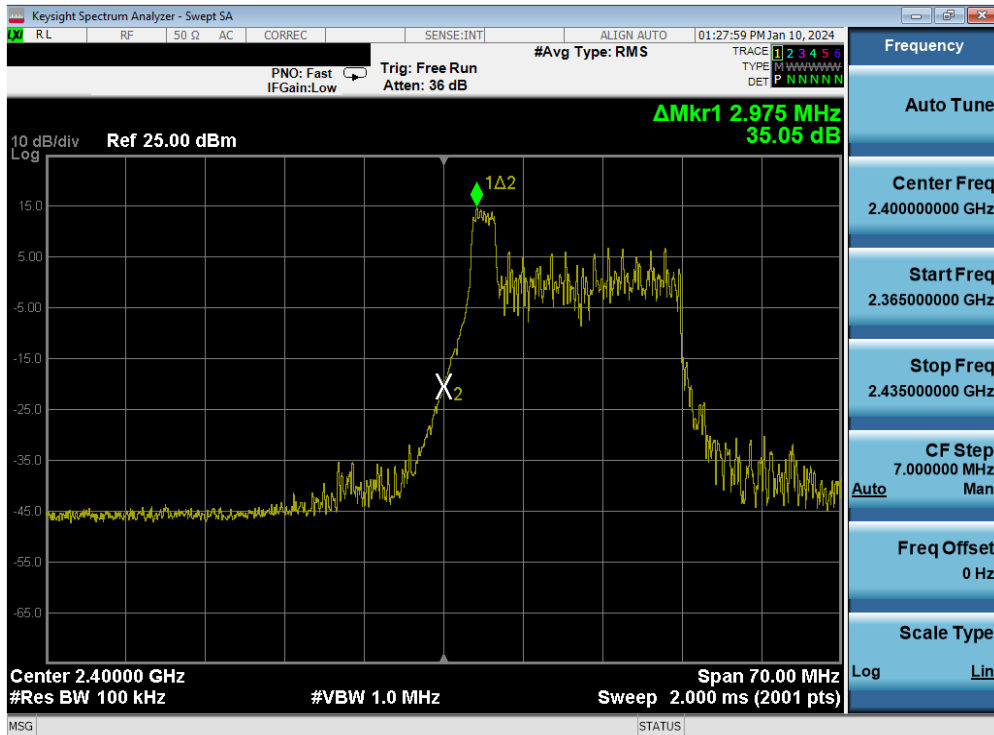 Keysight Spectrum Analyzer - Swept SA
LXI RL RF 50 Ω AC CORREC SENSE:INT ALIGN AUTO 01:27:59 PM Jan 10, 2024
#Avg Type: RMS
TRACE 1 2 3 4 5 6
TYPE M W W W W W
DET P N N N N N
PNO: Fast
IFGain:Low
Trig: Free Run
Atten: 36 dB
ΔMkr1 2.975 MHz
35.05 dB
10 dB/div
Log
Ref 25.00 dBm
1Δ2
2
15.0
5.00
-5.00
-15.0
-25.0
-35.0
-45.0
-55.0
-65.0
Center 2.40000 GHz
Span 70.00 MHz
#Res BW 100 kHz
#VBW 1.0 MHz
Sweep 2.000 ms (2001 pts)
MSG
STATUS
Frequency
Auto Tune
Center Freq
2.400000000 GHz
Start Freq
2.365000000 GHz
Stop Freq
2.435000000 GHz
CF Step
7.000000 MHz
Auto Man
Freq Offset
0 Hz
Scale Type
Log Lin